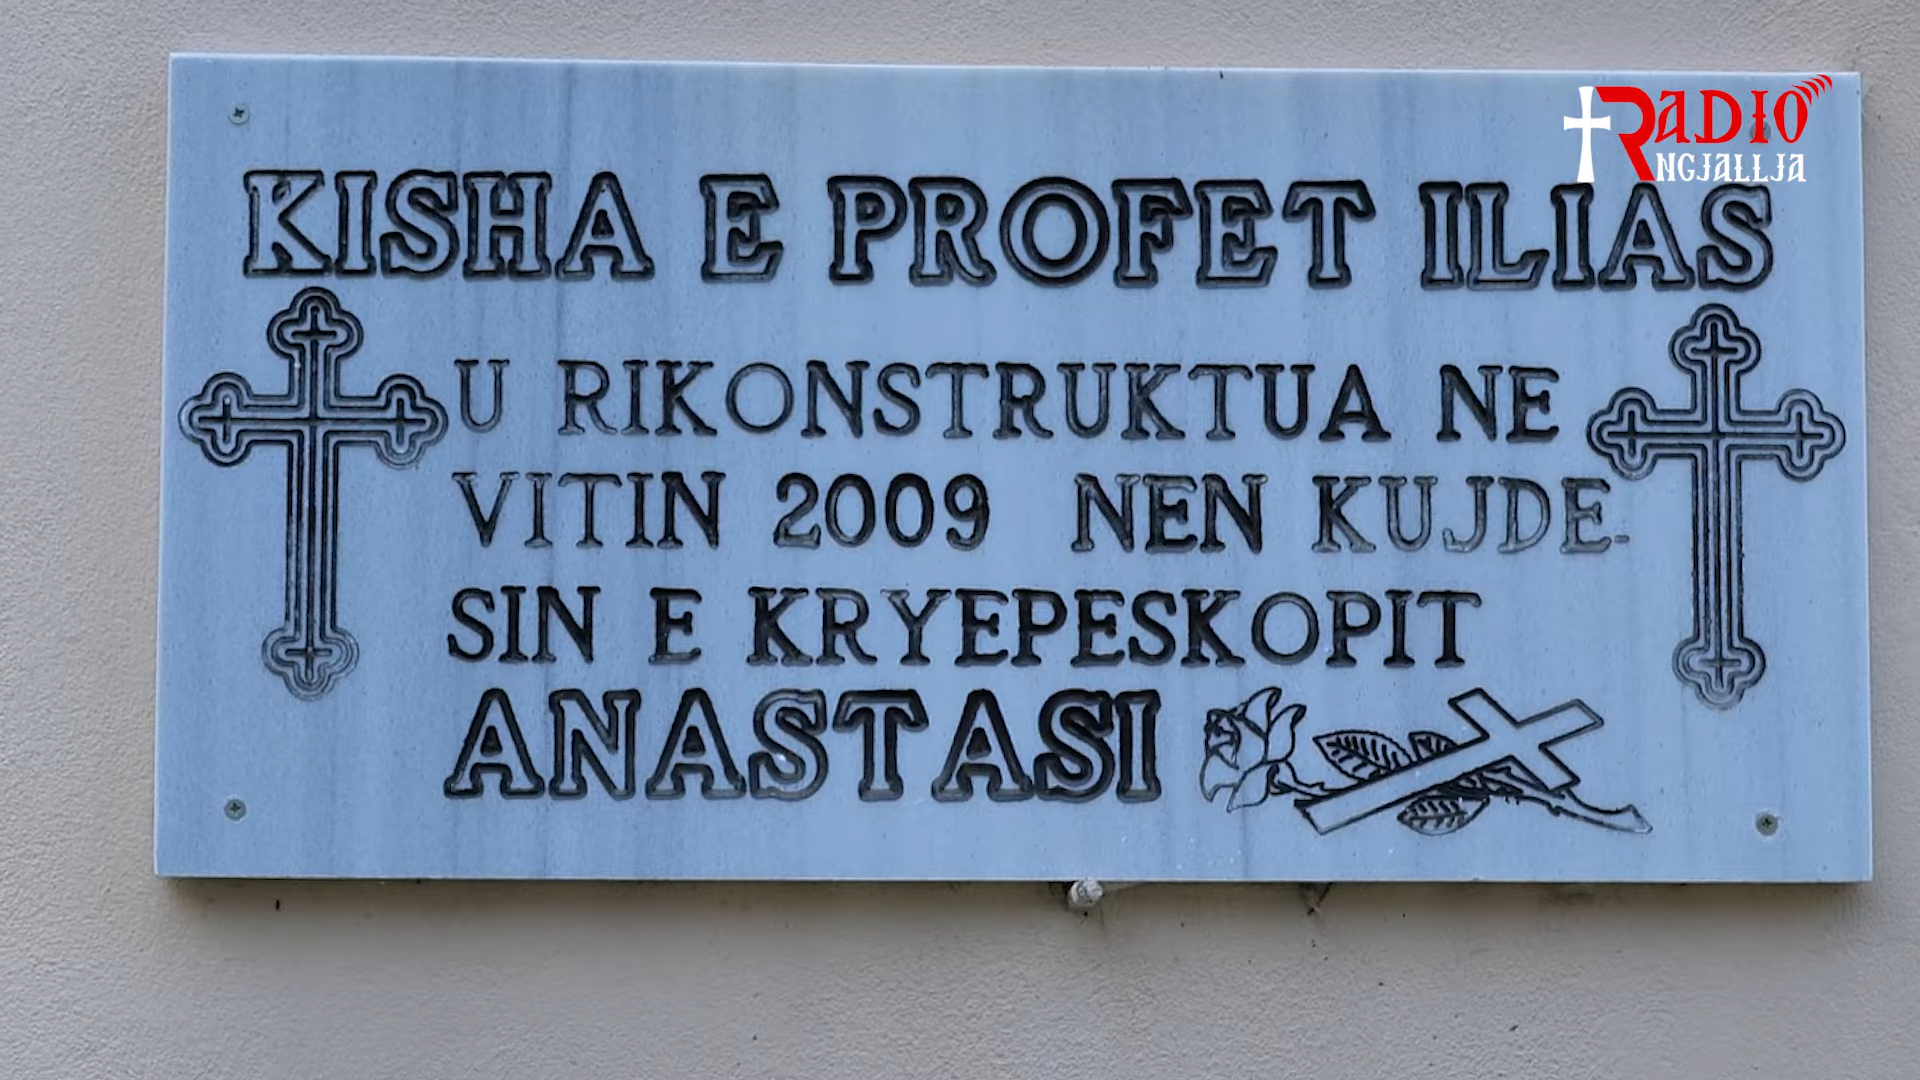 RADIO
NGJALLJA
KISHA E PROFET ILIAS
U RIKONSTRUKTUA NE
VITIN 2009 NEN KUJDE-
SIN E KRYEPESKOPIT
ANASTASI